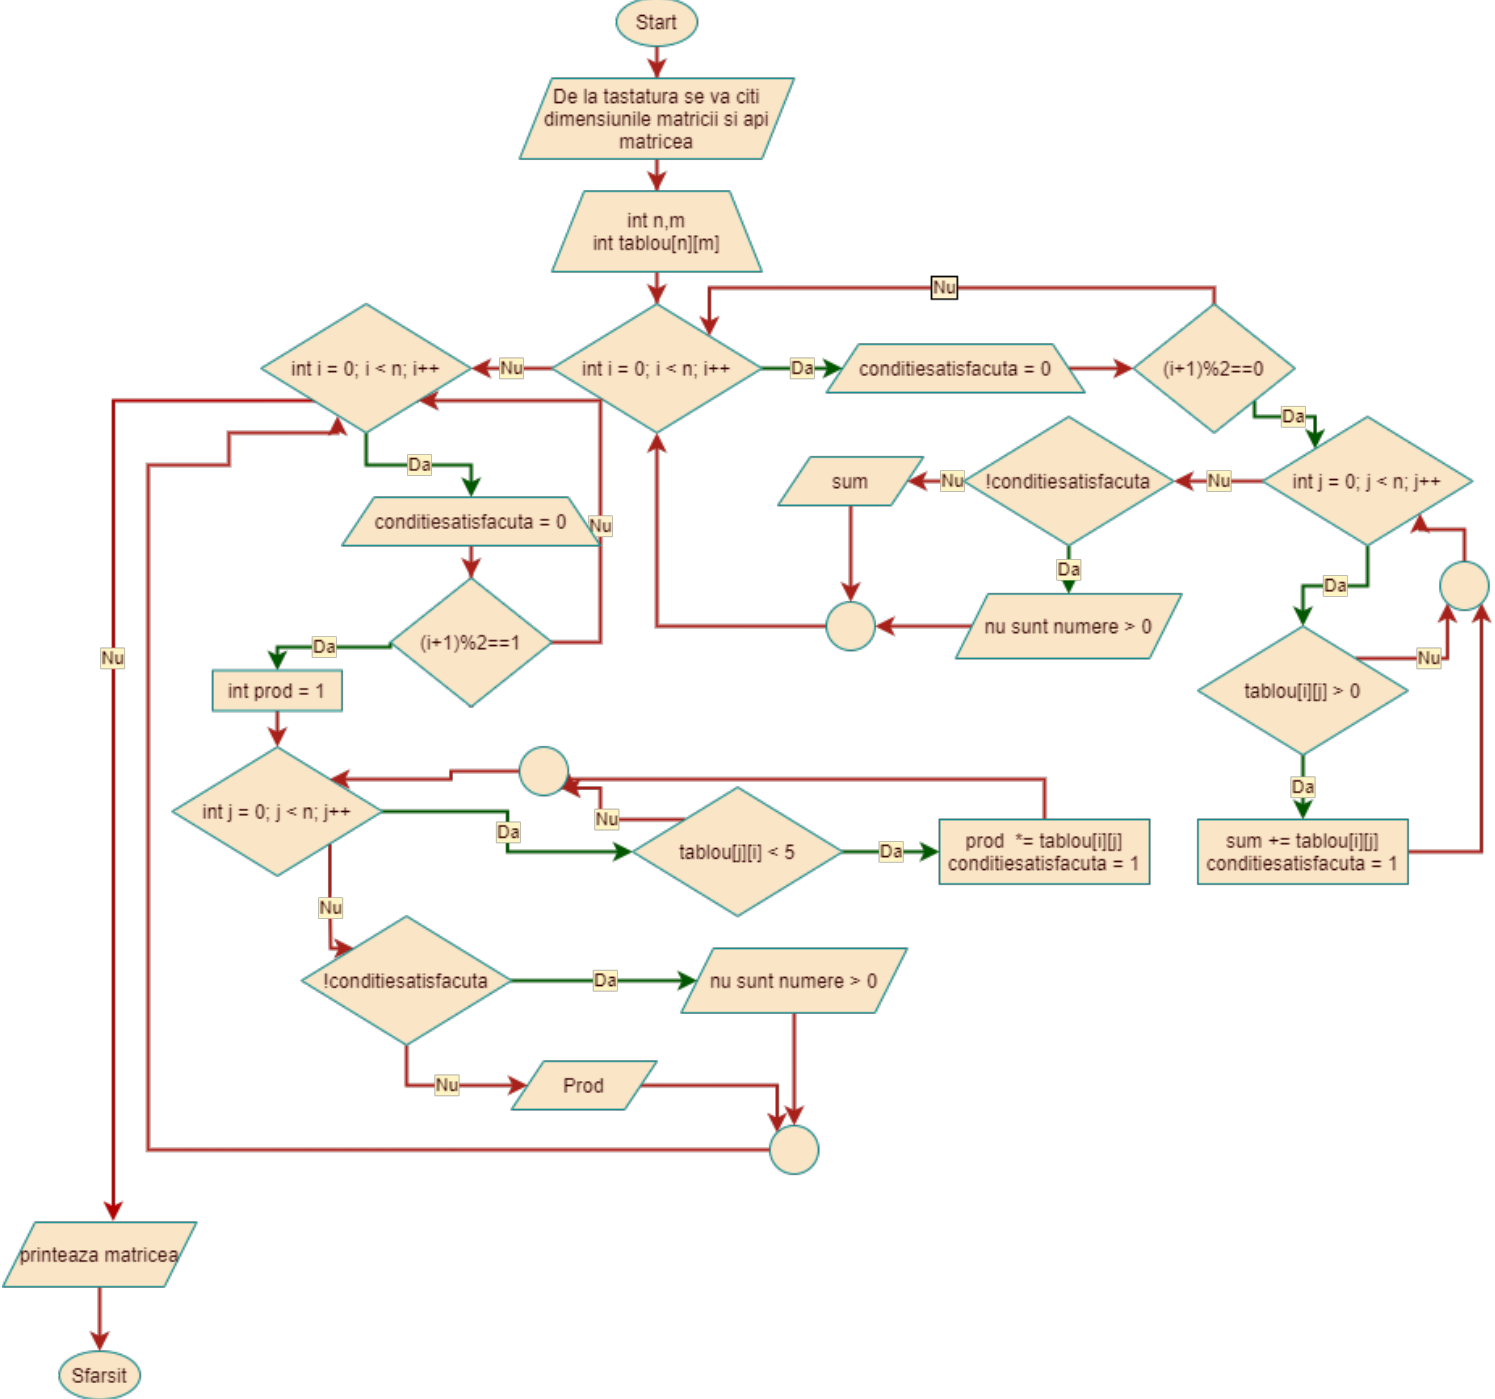 Start
De la tastatura se va citi
dimensiunile matricii si api
matricea
int n,m
int tablou[n][m]
Nu
int i = 0; i < n; i++
Nu
int i = 0; i < n; i++
Da
conditiesatisfacuta = 0
(i+1)%2==0
Da
Da
sum
Nu
!conditiesatisfacuta
Nu
int j = 0; j < n; j++
conditiesatisfacuta = 0
Nu
Da
Da
nu sunt numere > 0
Da
(i+1)%2==1
Nu
Nu
int prod = 1
tablou[i][j] > 0
Da
int j = 0; j < n; j++
Nu
Da
tablou[j][i] < 5
Da
prod  *= tablou[i][j]
conditiesatisfacuta = 1
sum += tablou[i][j]
conditiesatisfacuta = 1
Nu
!conditiesatisfacuta
Da
nu sunt numere > 0
Nu
Prod
printeaza matricea
Sfarsit